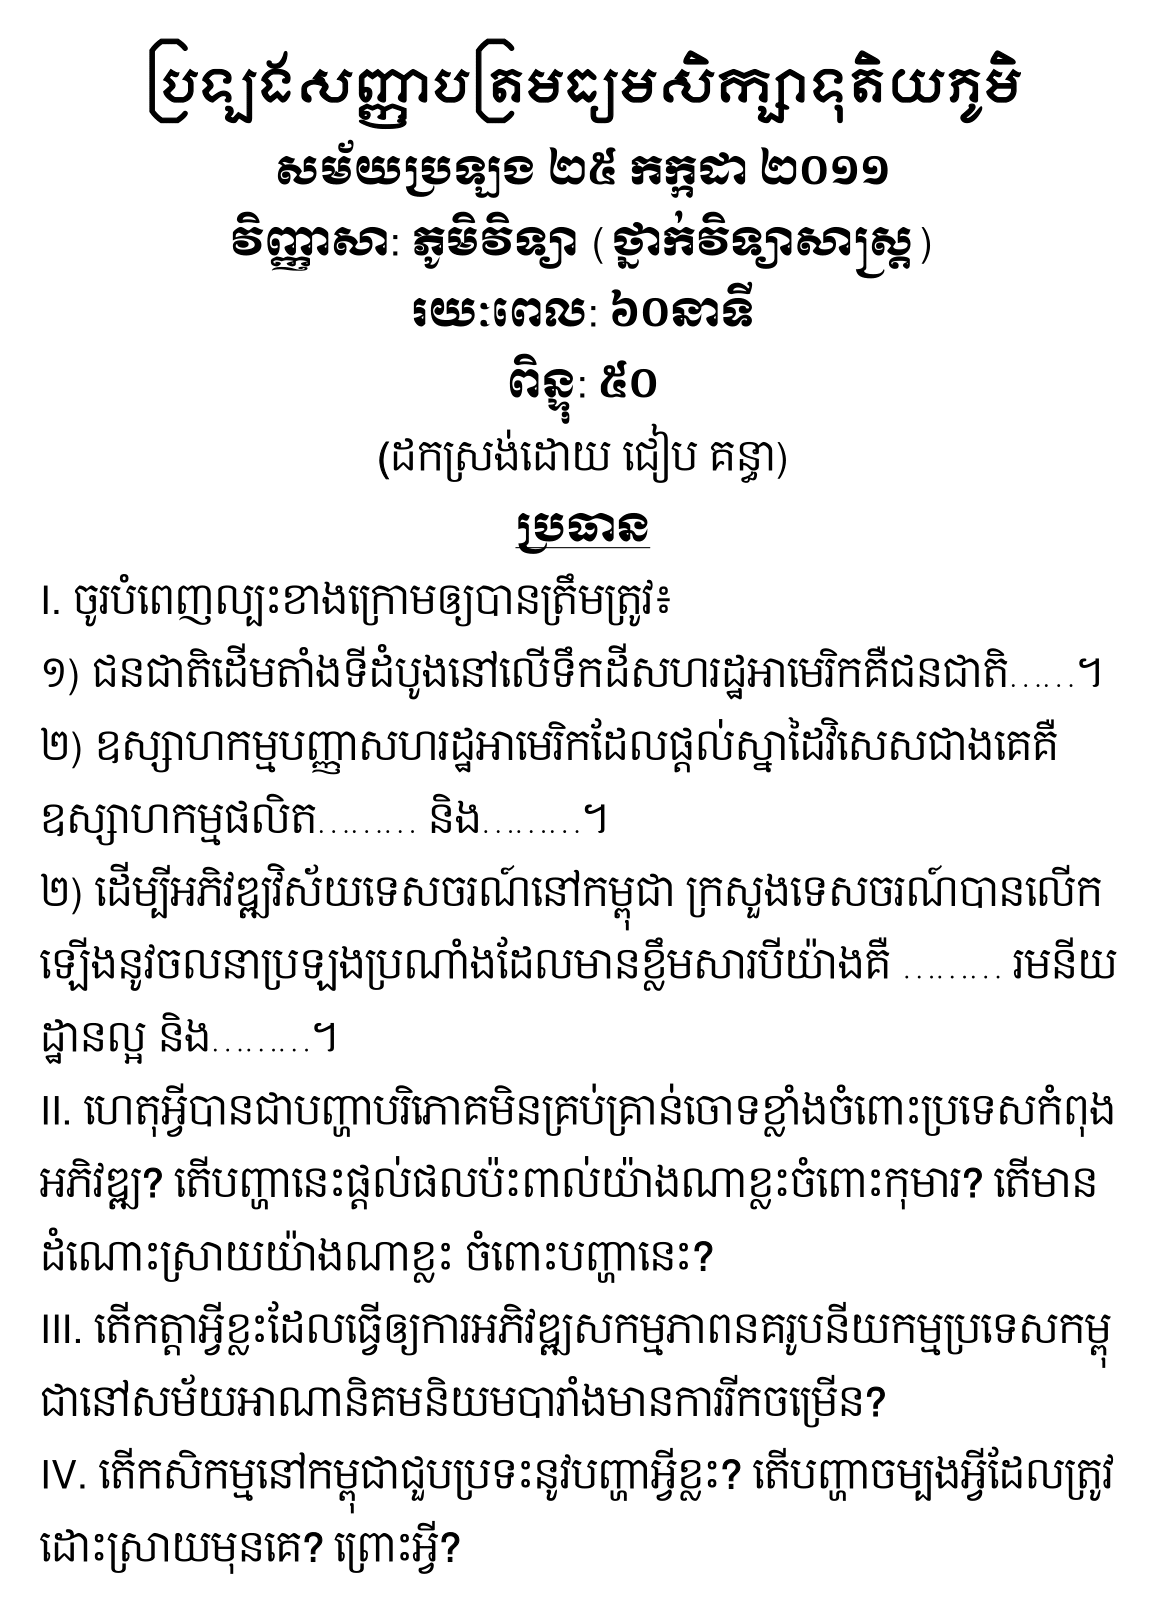 ប្រឡងសញ្ញាបត្រមធ្យមសិក្សាទុតិយភូមិ
សម័យប្រឡង ២៥ កក្កដា ២០១១
វិញ្ញាសា: ភូមិវិទ្យា (ថ្នាក់វិទ្យាសាស្ត្រ)
រយៈពេល: ៦០នាទី
ពិន្ទុ: ៥០
(ដកស្រង់ដោយ ជៀប គន្ធា)
ប្រធាន
I. ចូរបំពេញល្បះខាងក្រោមឲ្យបានត្រឹមត្រូវ៖
១) ជនជាតិដើមតាំងទីដំបូងនៅលើទឹកដីសហរដ្ឋអាមេរិកគឺជនជាតិ……។
២) ឧស្សាហកម្មបញ្ញាសហរដ្ឋអាមេរិកដែលផ្តល់ស្នាដៃវិសេសជាងគេគឺ
ឧស្សាហកម្មផលិត……… និង………។
២) ដើម្បីអភិវឌ្ឍវិស័យទេសចរណ៍នៅកម្ពុជា ក្រសួងទេសចរណ៍បានលើក
ឡើងនូវចលនាប្រឡងប្រណាំងដែលមានខ្លឹមសារបីយ៉ាងគឺ ……… រមនីយ
ដ្ឋានល្អ និង………។
II. ហេតុអ្វីបានជាបញ្ហាបរិភោគមិនគ្រប់គ្រាន់ចោទខ្លាំងចំពោះប្រទេសកំពុង
អភិវឌ្ឍ? តើបញ្ហានេះផ្តល់ផលប៉ះពាល់យ៉ាងណាខ្លះចំពោះកុមារ? តើមាន
ដំណោះស្រាយយ៉ាងណាខ្លះ ចំពោះបញ្ហានេះ?
III. តើកត្តាអ្វីខ្លះដែលធ្វើឲ្យការអភិវឌ្ឍសកម្មភាពនគរូបនីយកម្មប្រទេសកម្ពុ
ជានៅសម័យអាណានិគមនិយមបារាំងមានការរីកចម្រើន?
IV. តើកសិកម្មនៅកម្ពុជាជួបប្រទះនូវបញ្ហាអ្វីខ្លះ? តើបញ្ហាចម្បងអ្វីដែលត្រូវ
ដោះស្រាយមុនគេ? ព្រោះអ្វី?